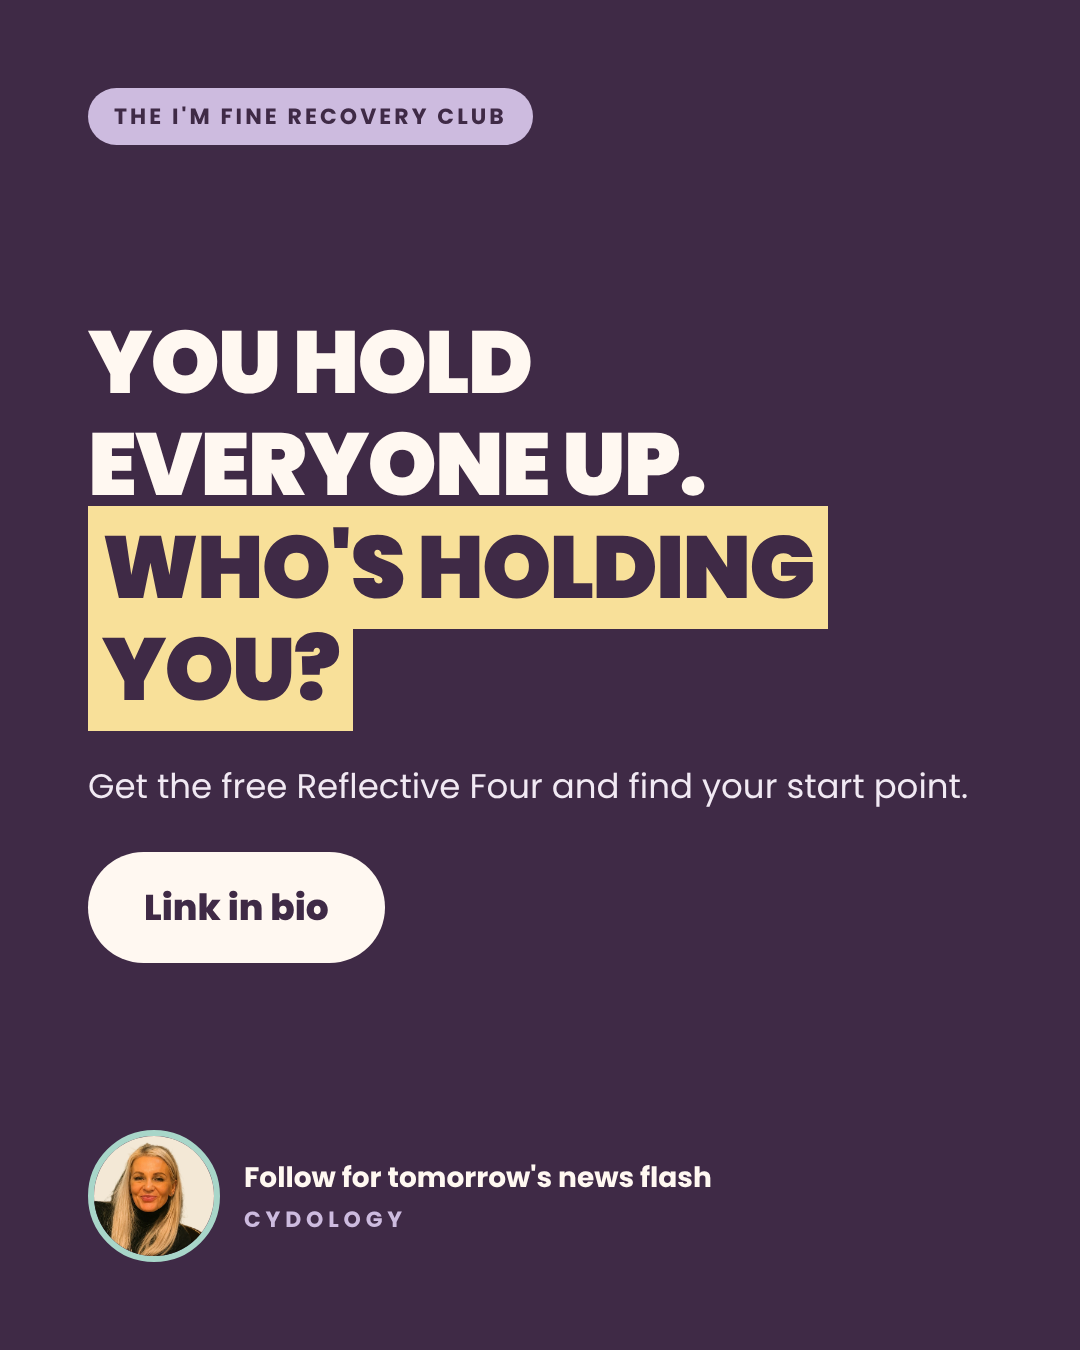 THE I'M FINE RECOVERY CLUB
YOU HOLD
EVERYONE UP.
WHO'S HOLDING
YOU?
Get the free Reflective Four and find your start point.
Link in bio
Follow for tomorrow's news flash
CYDOLOGY